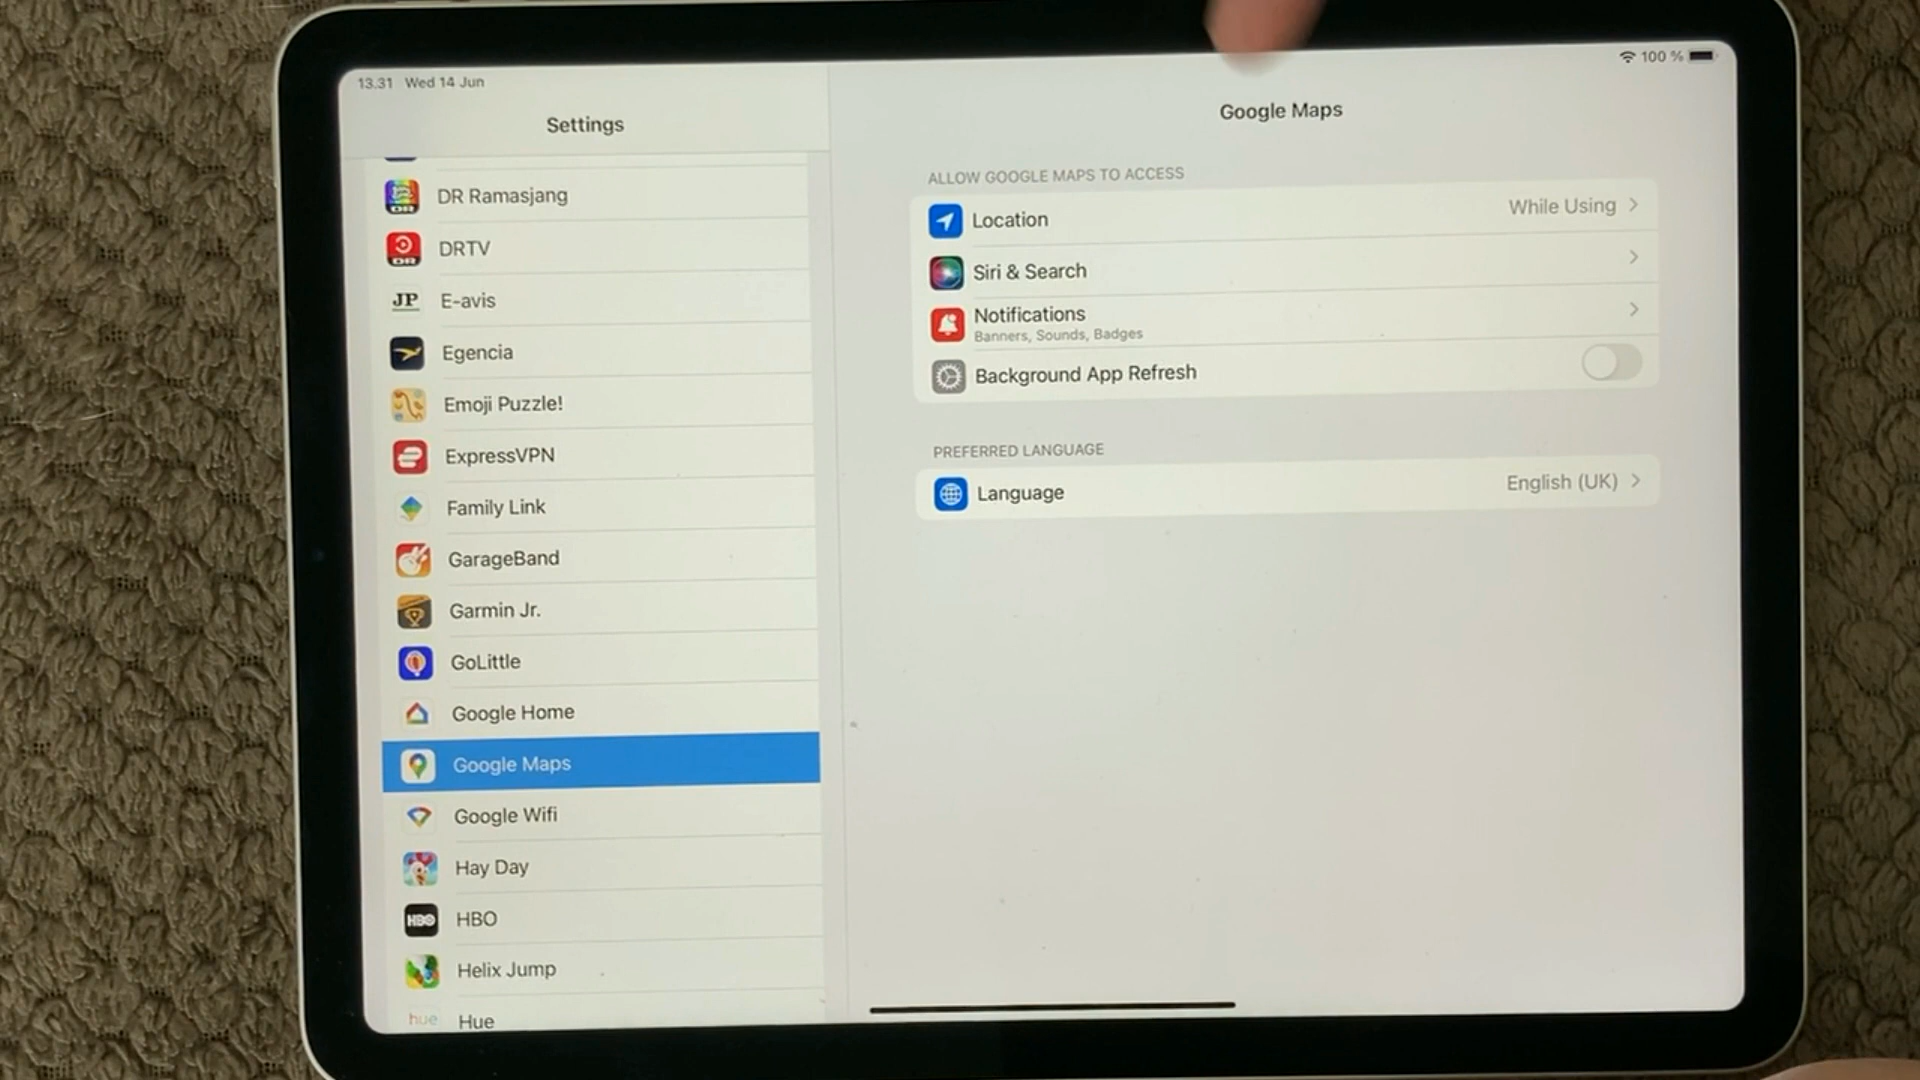 13.31 Wed 14 Jun
100 %
Settings
DR Ramasjang
DR
DRTV
DR
JP
E-avis
Egencia
Emoji Puzzle!
ExpressVPN
Family Link
GarageBand
Garmin Jr.
GoLittle
Google Home
Google Maps
Google Wifi
Hay Day
HBO
HBO
Helix Jump
hue
Hue
Google Maps
ALLOW GOOGLE MAPS TO ACCESS
Location
While Using
Siri & Search
Notifications
Banners, Sounds, Badges
Background App Refresh
PREFERRED LANGUAGE
Language
English (UK)